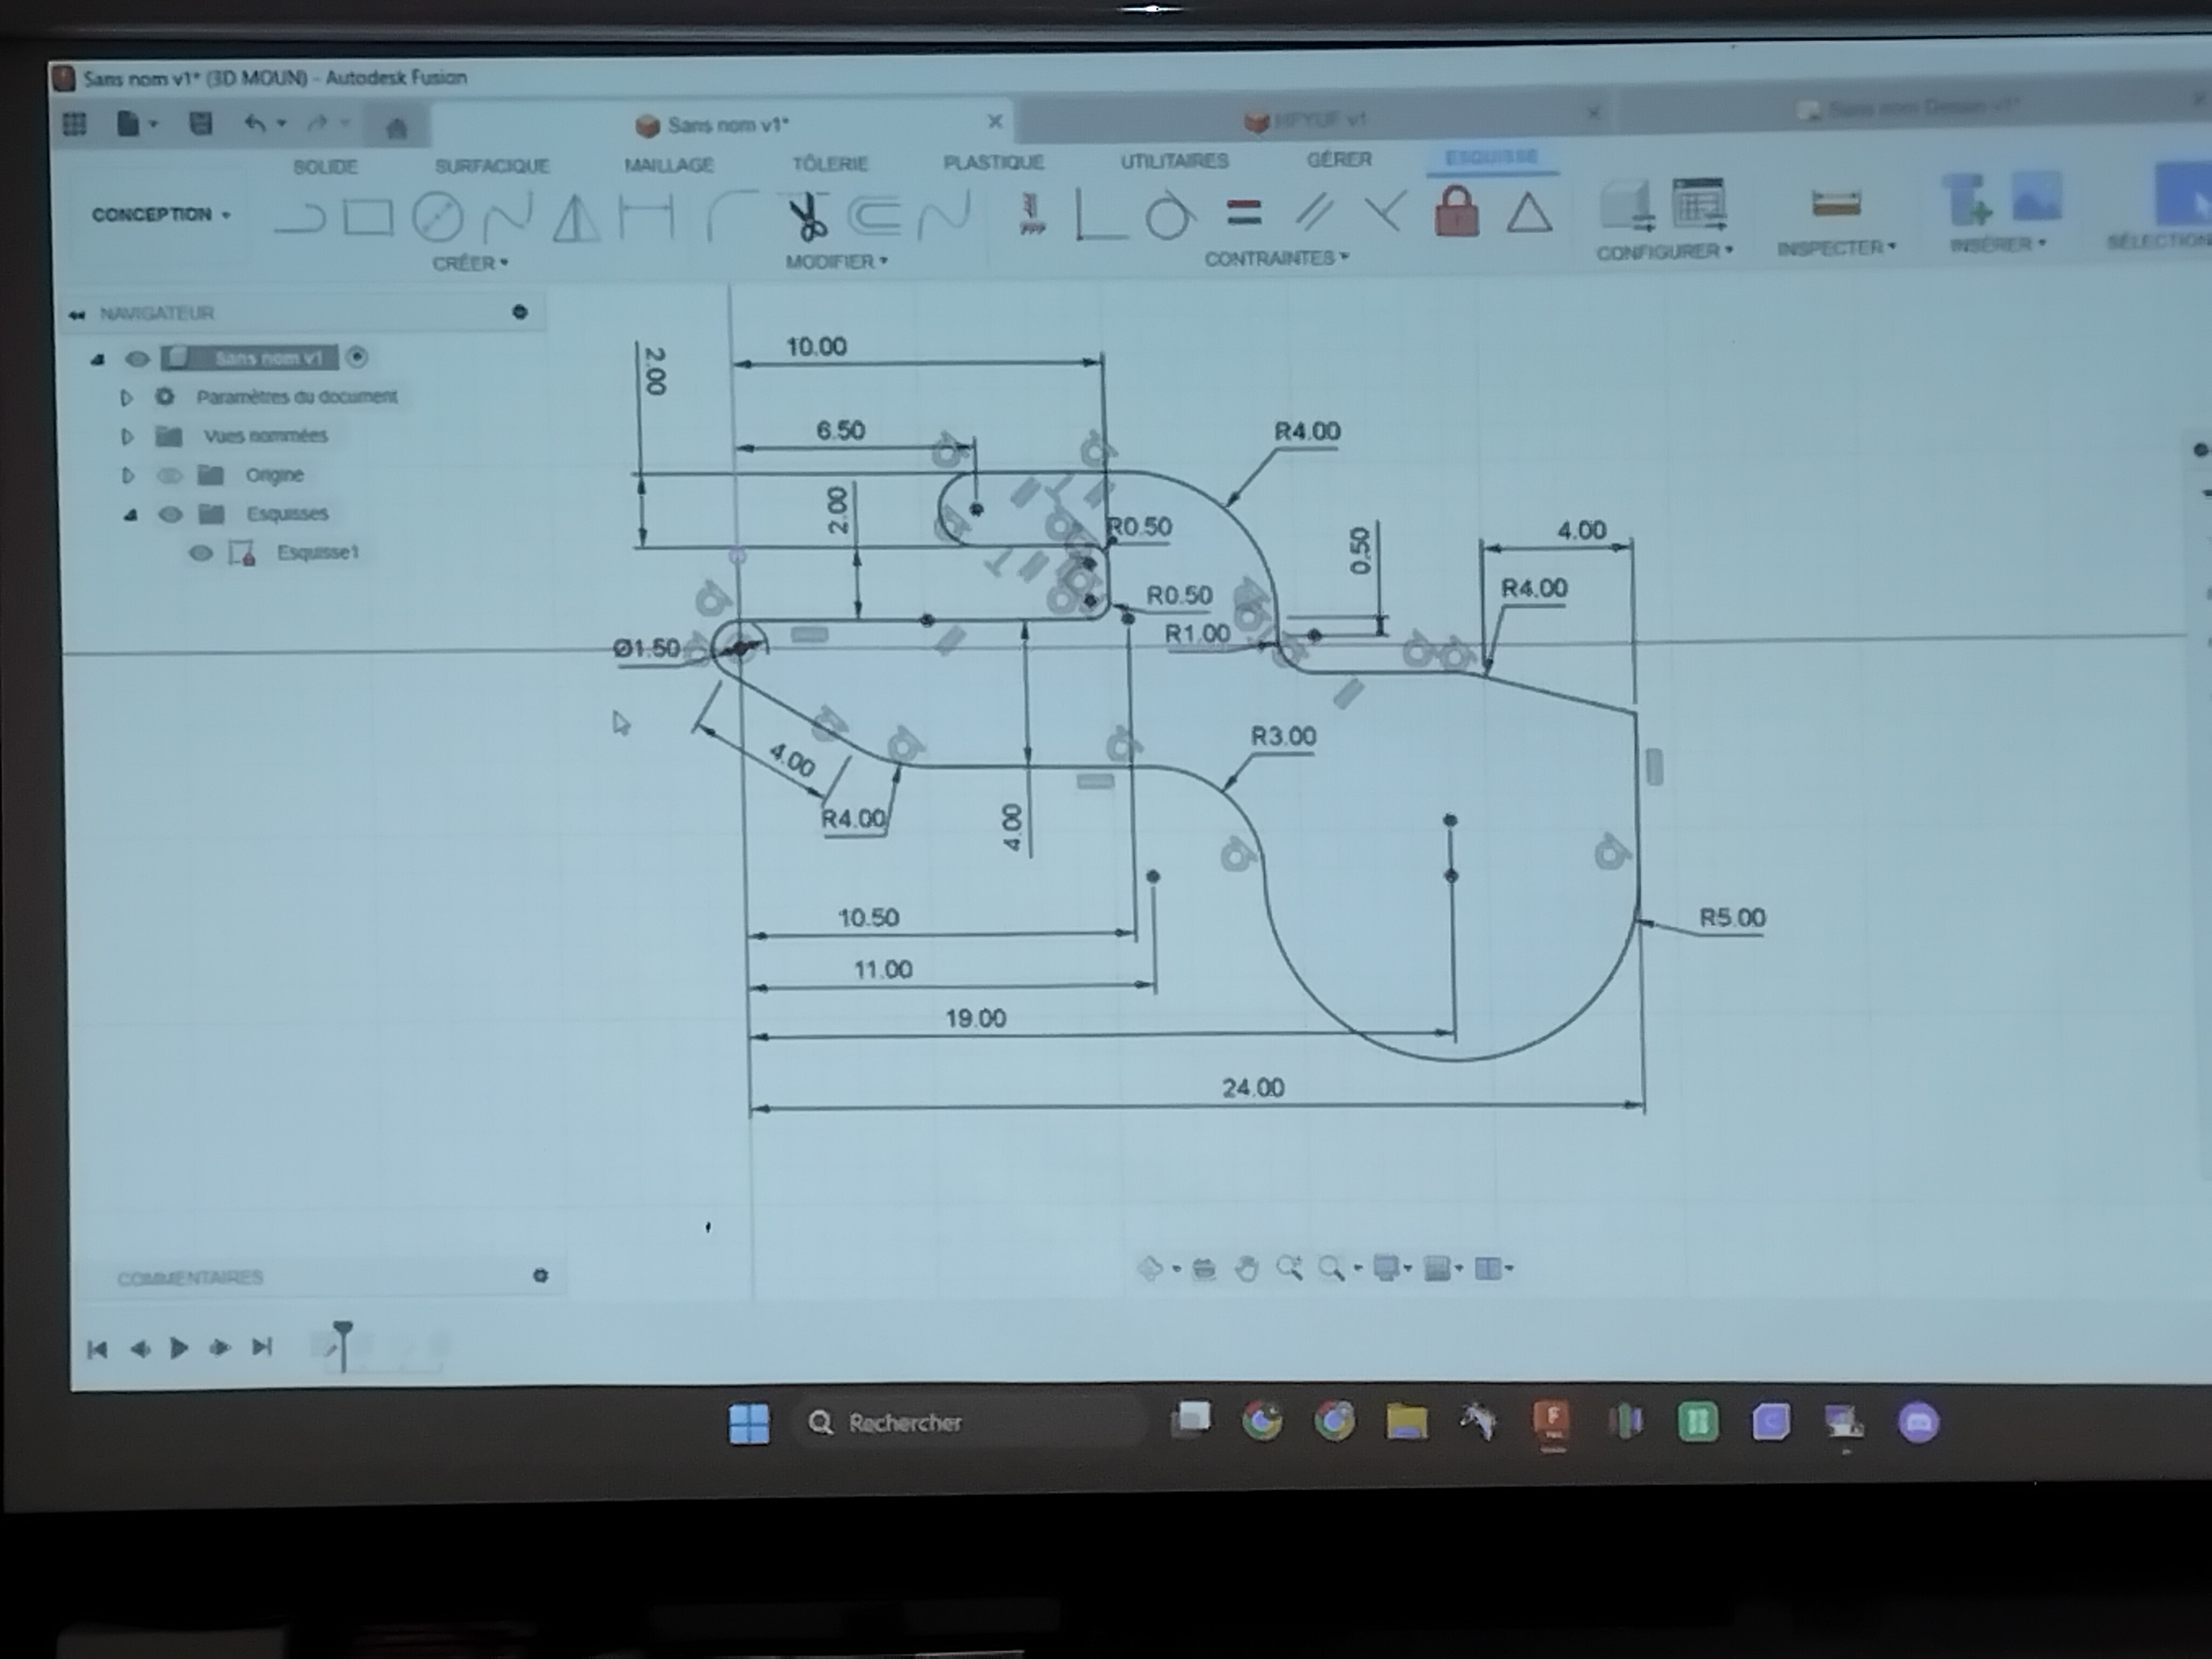 Sans nom v1* (3D MOUN) - Autodesk Fusion
Sans nom v1*
HFYUF v1
Sans nom Dessin v1*
SOLIDE SURFACIQUE MAILLAGE TÔLERIE PLASTIQUE UTILITAIRES GÉRER ESQUISSE
CONCEPTION
CRÉER MODIFIER CONTRAINTES CONFIGURER INSPECTER INSÉRER SÉLECTION
NAVIGATEUR
Sans nom v1
Paramètres du document
Vues nommées
Origine
Esquisses
Esquisse1
2.00
10.00
6.50
R4.00
2.00
R0.50
0.50
4.00
R4.00
R0.50
R1.00
Ø1.50
4.00
R4.00
R3.00
4.00
10.50
R5.00
11.00
19.00
24.00
COMMENTAIRES
Rechercher